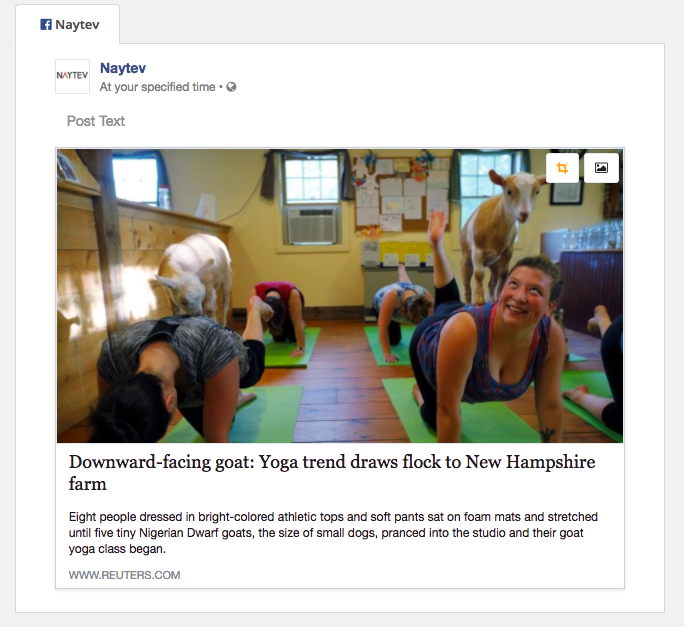 Naytev
NAYTEV
Naytev
At your specified time •
Post Text
Downward-facing goat: Yoga trend draws flock to New Hampshire
farm
Eight people dressed in bright-colored athletic tops and soft pants sat on foam mats and stretched
until five tiny Nigerian Dwarf goats, the size of small dogs, pranced into the studio and their goat
yoga class began.
WWW.REUTERS.COM